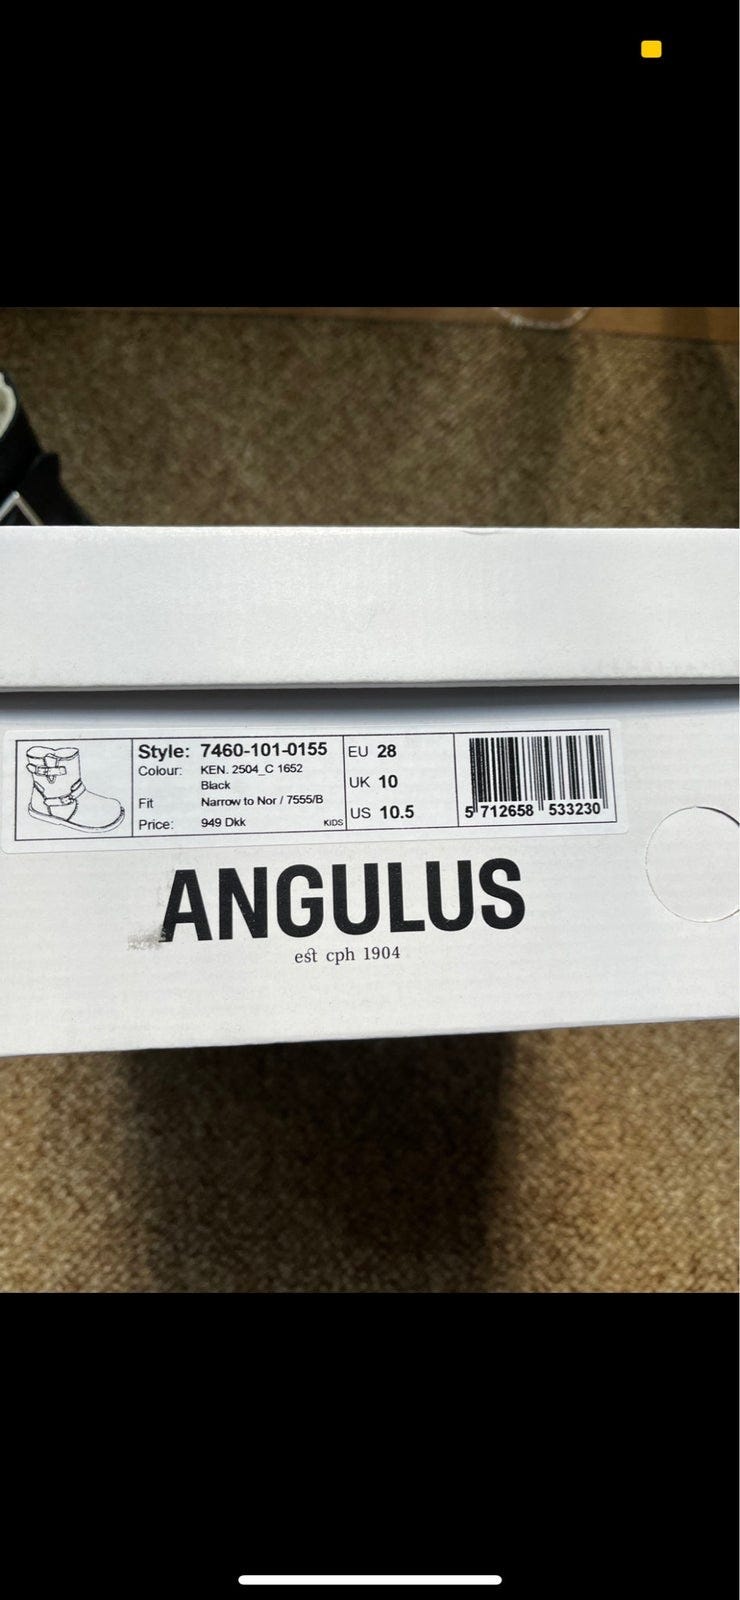 Style: 7460-101-0155
Colour: KEN. 2504_C 1652
Black
Fit Narrow to Nor / 7555/B
Price: 949 Dkk KIDS
EU 28
UK 10
US 10.5
5 712658 533230
ANGULUS
est cph 1904